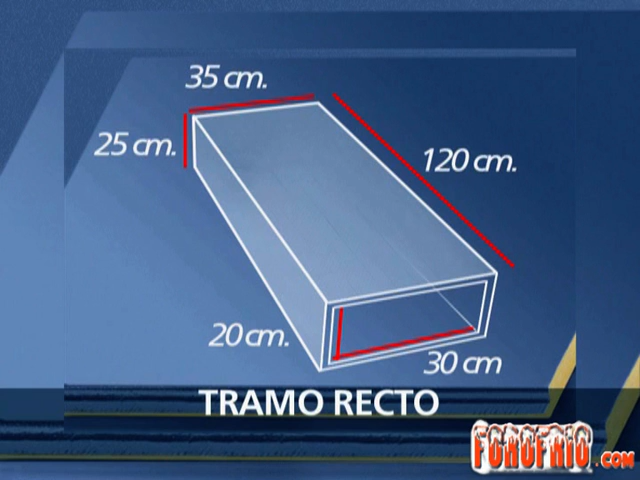 35 cm.
25 cm.
120 cm.
20 cm.
30 cm
TRAMO RECTO
FOROFRIO.COM